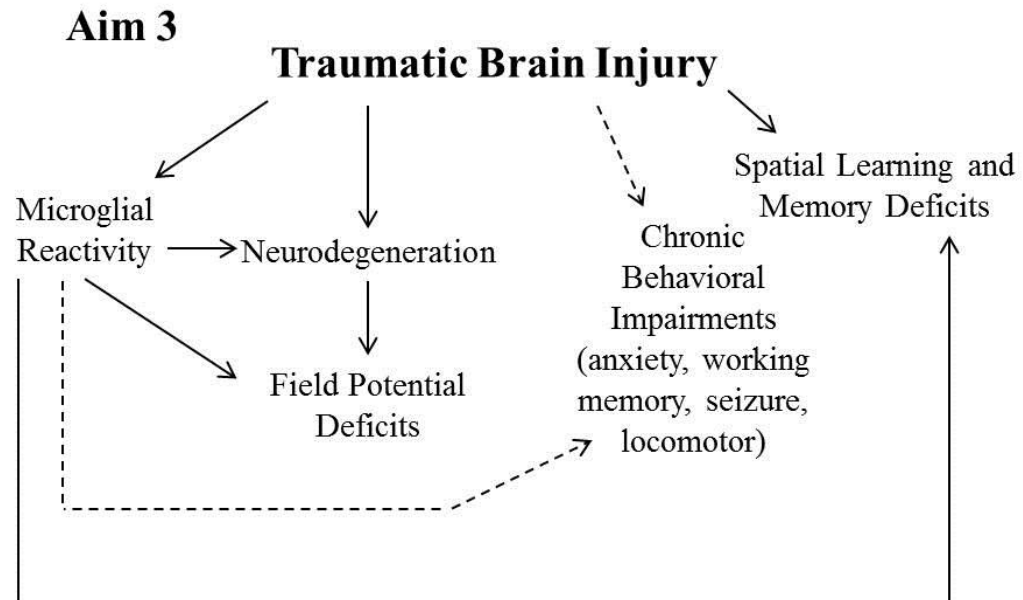 Aim 3
Traumatic Brain Injury
Spatial Learning and
Memory Deficits
Microglial
Reactivity
Neurodegeneration
Chronic
Behavioral
Impairments
(anxiety, working
memory, seizure,
locomotor)
Field Potential
Deficits